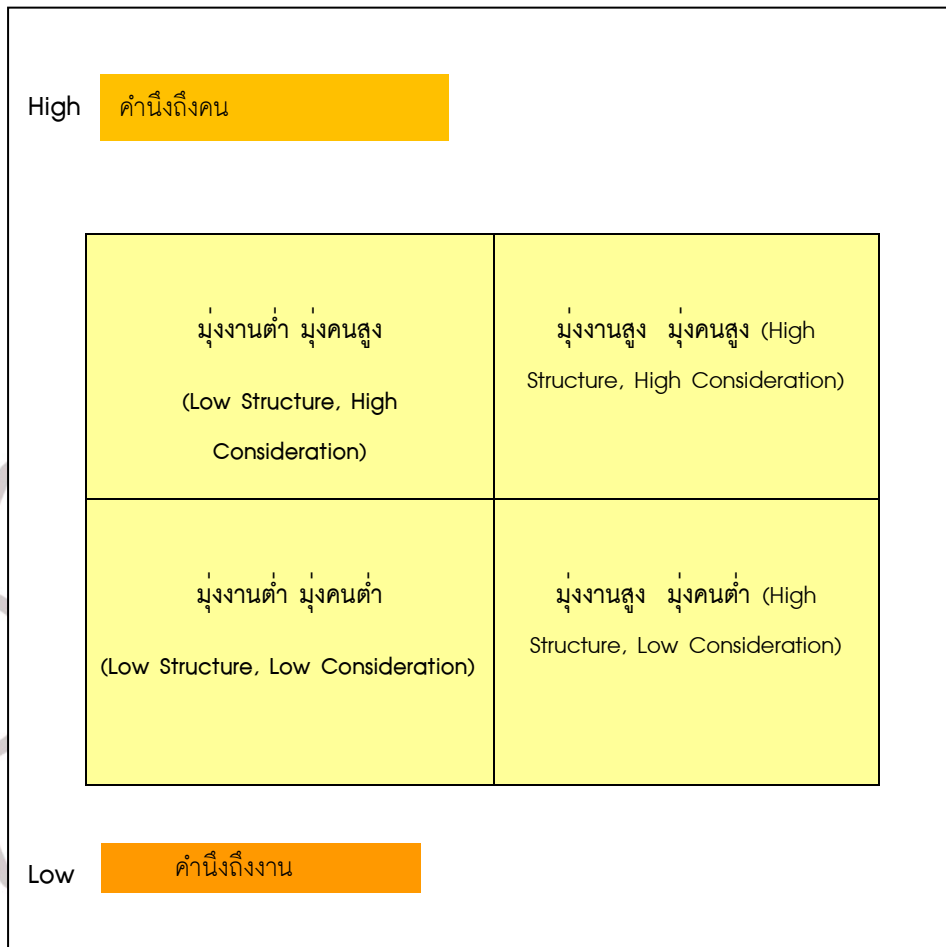 High
คำนึงถึงคน
มุ่งงานต่ำ มุ่งคนสูง
(Low Structure, High
Consideration)
มุ่งงานสูง มุ่งคนสูง (High
Structure, High Consideration)
มุ่งงานต่ำ มุ่งคนต่ำ
(Low Structure, Low Consideration)
มุ่งงานสูง มุ่งคนต่ำ (High
Structure, Low Consideration)
Low
คำนึงถึงงาน